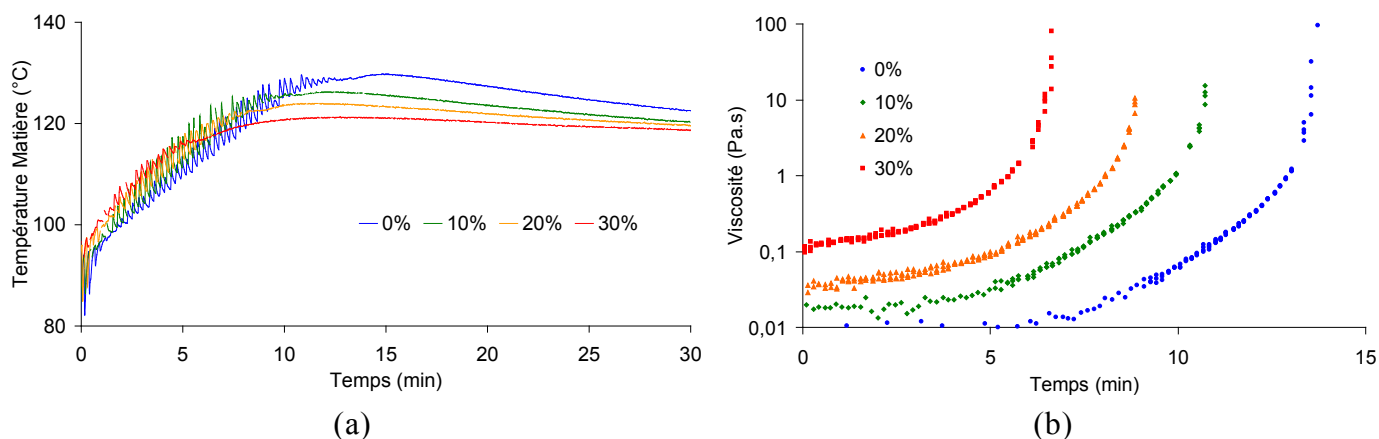 140
120
100
80
Température Matière (°C)
0% 10% 20% 30%
0 5 10 15 20 25 30
Temps (min)
(a)
100
10
1
0,1
0,01
Viscosité (Pa.s)
0%
10%
20%
30%
0 5 10 15
Temps (min)
(b)